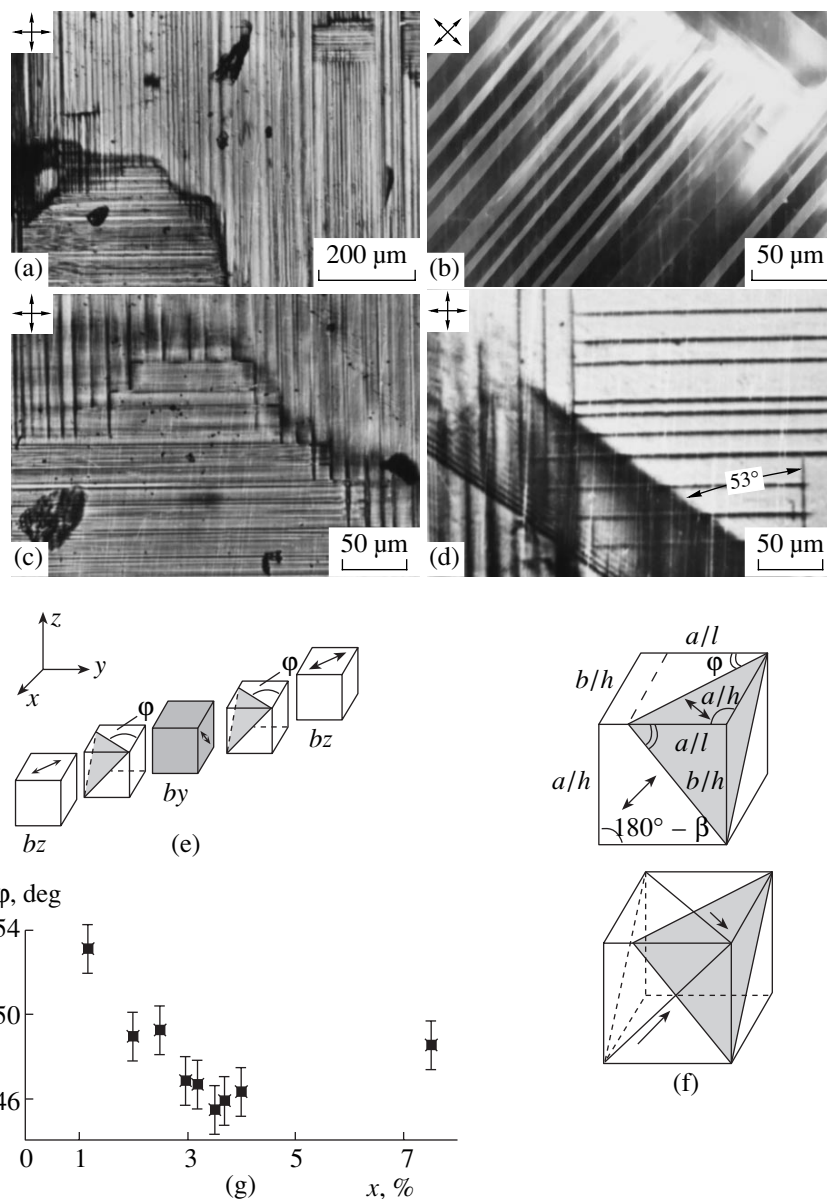 200 µm
(a)
50 µm
(b)
50 µm
(c)
53°
50 µm
(d)
z
y
x
φ
φ
bz
by
bz
(e)
a/l
φ
b/h
a/h
a/l
a/h
b/h
180° – β
(f)
φ, deg
54
50
46
0 1 3 5 7
(g) x, %